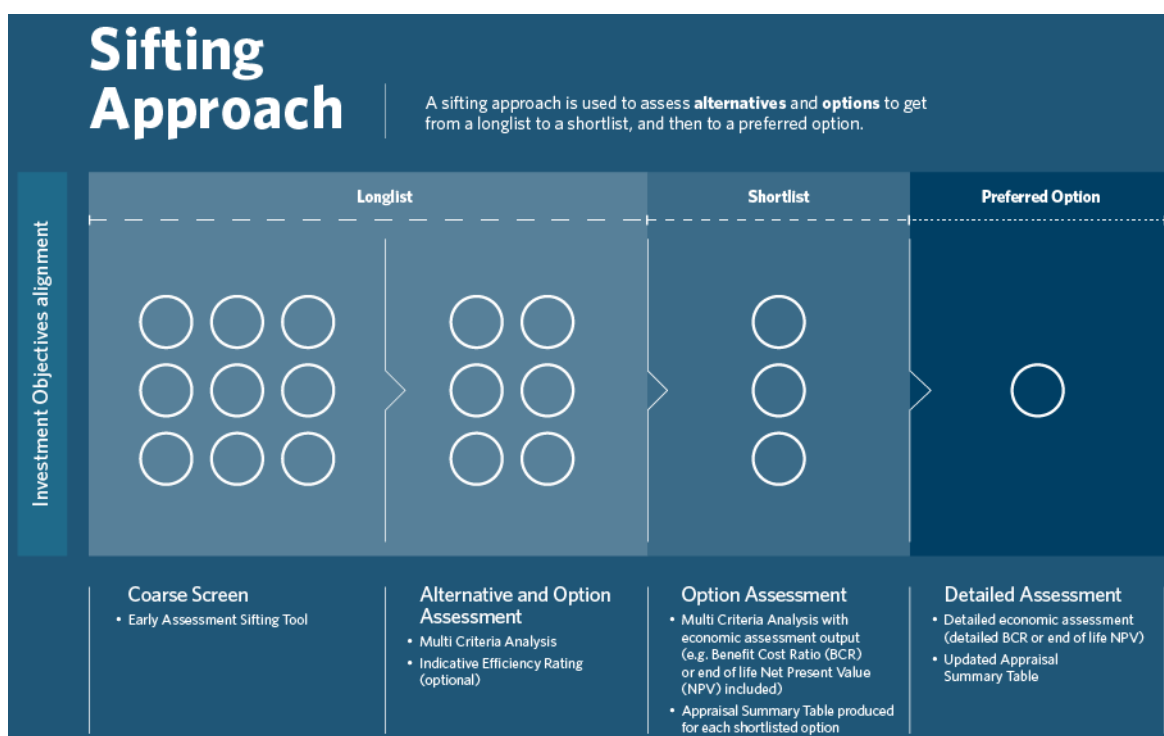 Sifting
Approach
A sifting approach is used to assess alternatives and options to get
from a longlist to a shortlist, and then to a preferred option.
Investment Objectives alignment
Longlist
Shortlist
Preferred Option
Coarse Screen
• Early Assessment Sifting Tool
Alternative and Option
Assessment
• Multi Criteria Analysis
• Indicative Efficiency Rating
(optional)
Option Assessment
• Multi Criteria Analysis with
economic assessment output
(e.g. Benefit Cost Ratio (BCR)
or end of life Net Present Value
(NPV) included)
• Appraisal Summary Table produced
for each shortlisted option
Detailed Assessment
• Detailed economic assessment
(detailed BCR or end of life NPV)
• Updated Appraisal
Summary Table